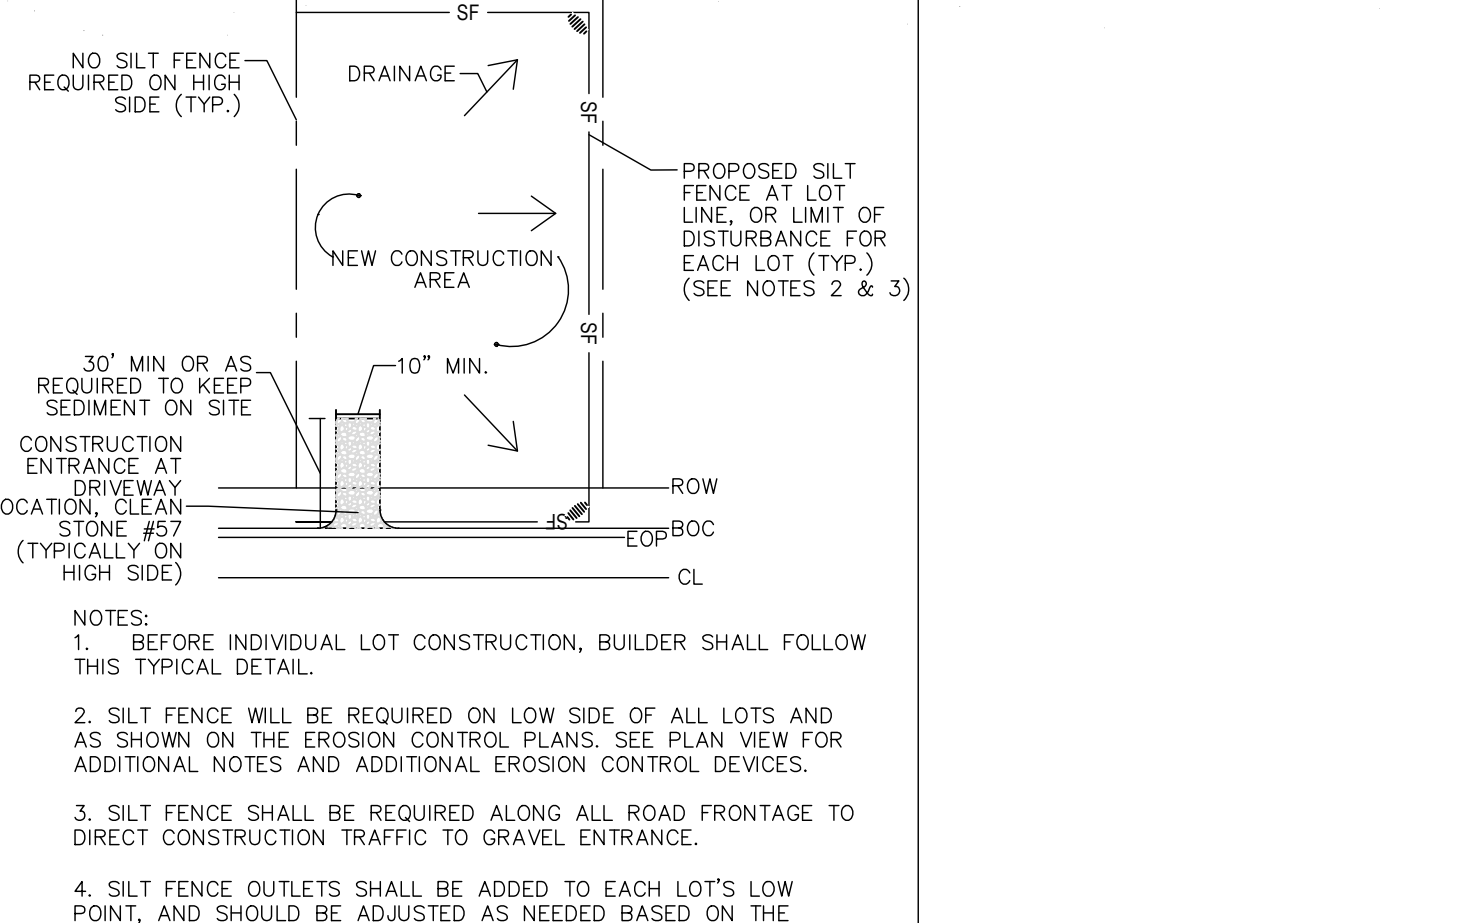 SF
NO SILT FENCE
REQUIRED ON HIGH
SIDE (TYP.)
DRAINAGE
SF
PROPOSED SILT
FENCE AT LOT
LINE, OR LIMIT OF
DISTURBANCE FOR
EACH LOT (TYP.)
(SEE NOTES 2 & 3)
NEW CONSTRUCTION
AREA
SF
30' MIN OR AS
REQUIRED TO KEEP
SEDIMENT ON SITE
10" MIN.
CONSTRUCTION
ENTRANCE AT
DRIVEWAY
OCATION, CLEAN
STONE #57
(TYPICALLY ON
HIGH SIDE)
ROW
SF
BOC
EOP
CL
NOTES:
1. BEFORE INDIVIDUAL LOT CONSTRUCTION, BUILDER SHALL FOLLOW
THIS TYPICAL DETAIL.
2. SILT FENCE WILL BE REQUIRED ON LOW SIDE OF ALL LOTS AND
AS SHOWN ON THE EROSION CONTROL PLANS. SEE PLAN VIEW FOR
ADDITIONAL NOTES AND ADDITIONAL EROSION CONTROL DEVICES.
3. SILT FENCE SHALL BE REQUIRED ALONG ALL ROAD FRONTAGE TO
DIRECT CONSTRUCTION TRAFFIC TO GRAVEL ENTRANCE.
4. SILT FENCE OUTLETS SHALL BE ADDED TO EACH LOT'S LOW
POINT, AND SHOULD BE ADJUSTED AS NEEDED BASED ON THE